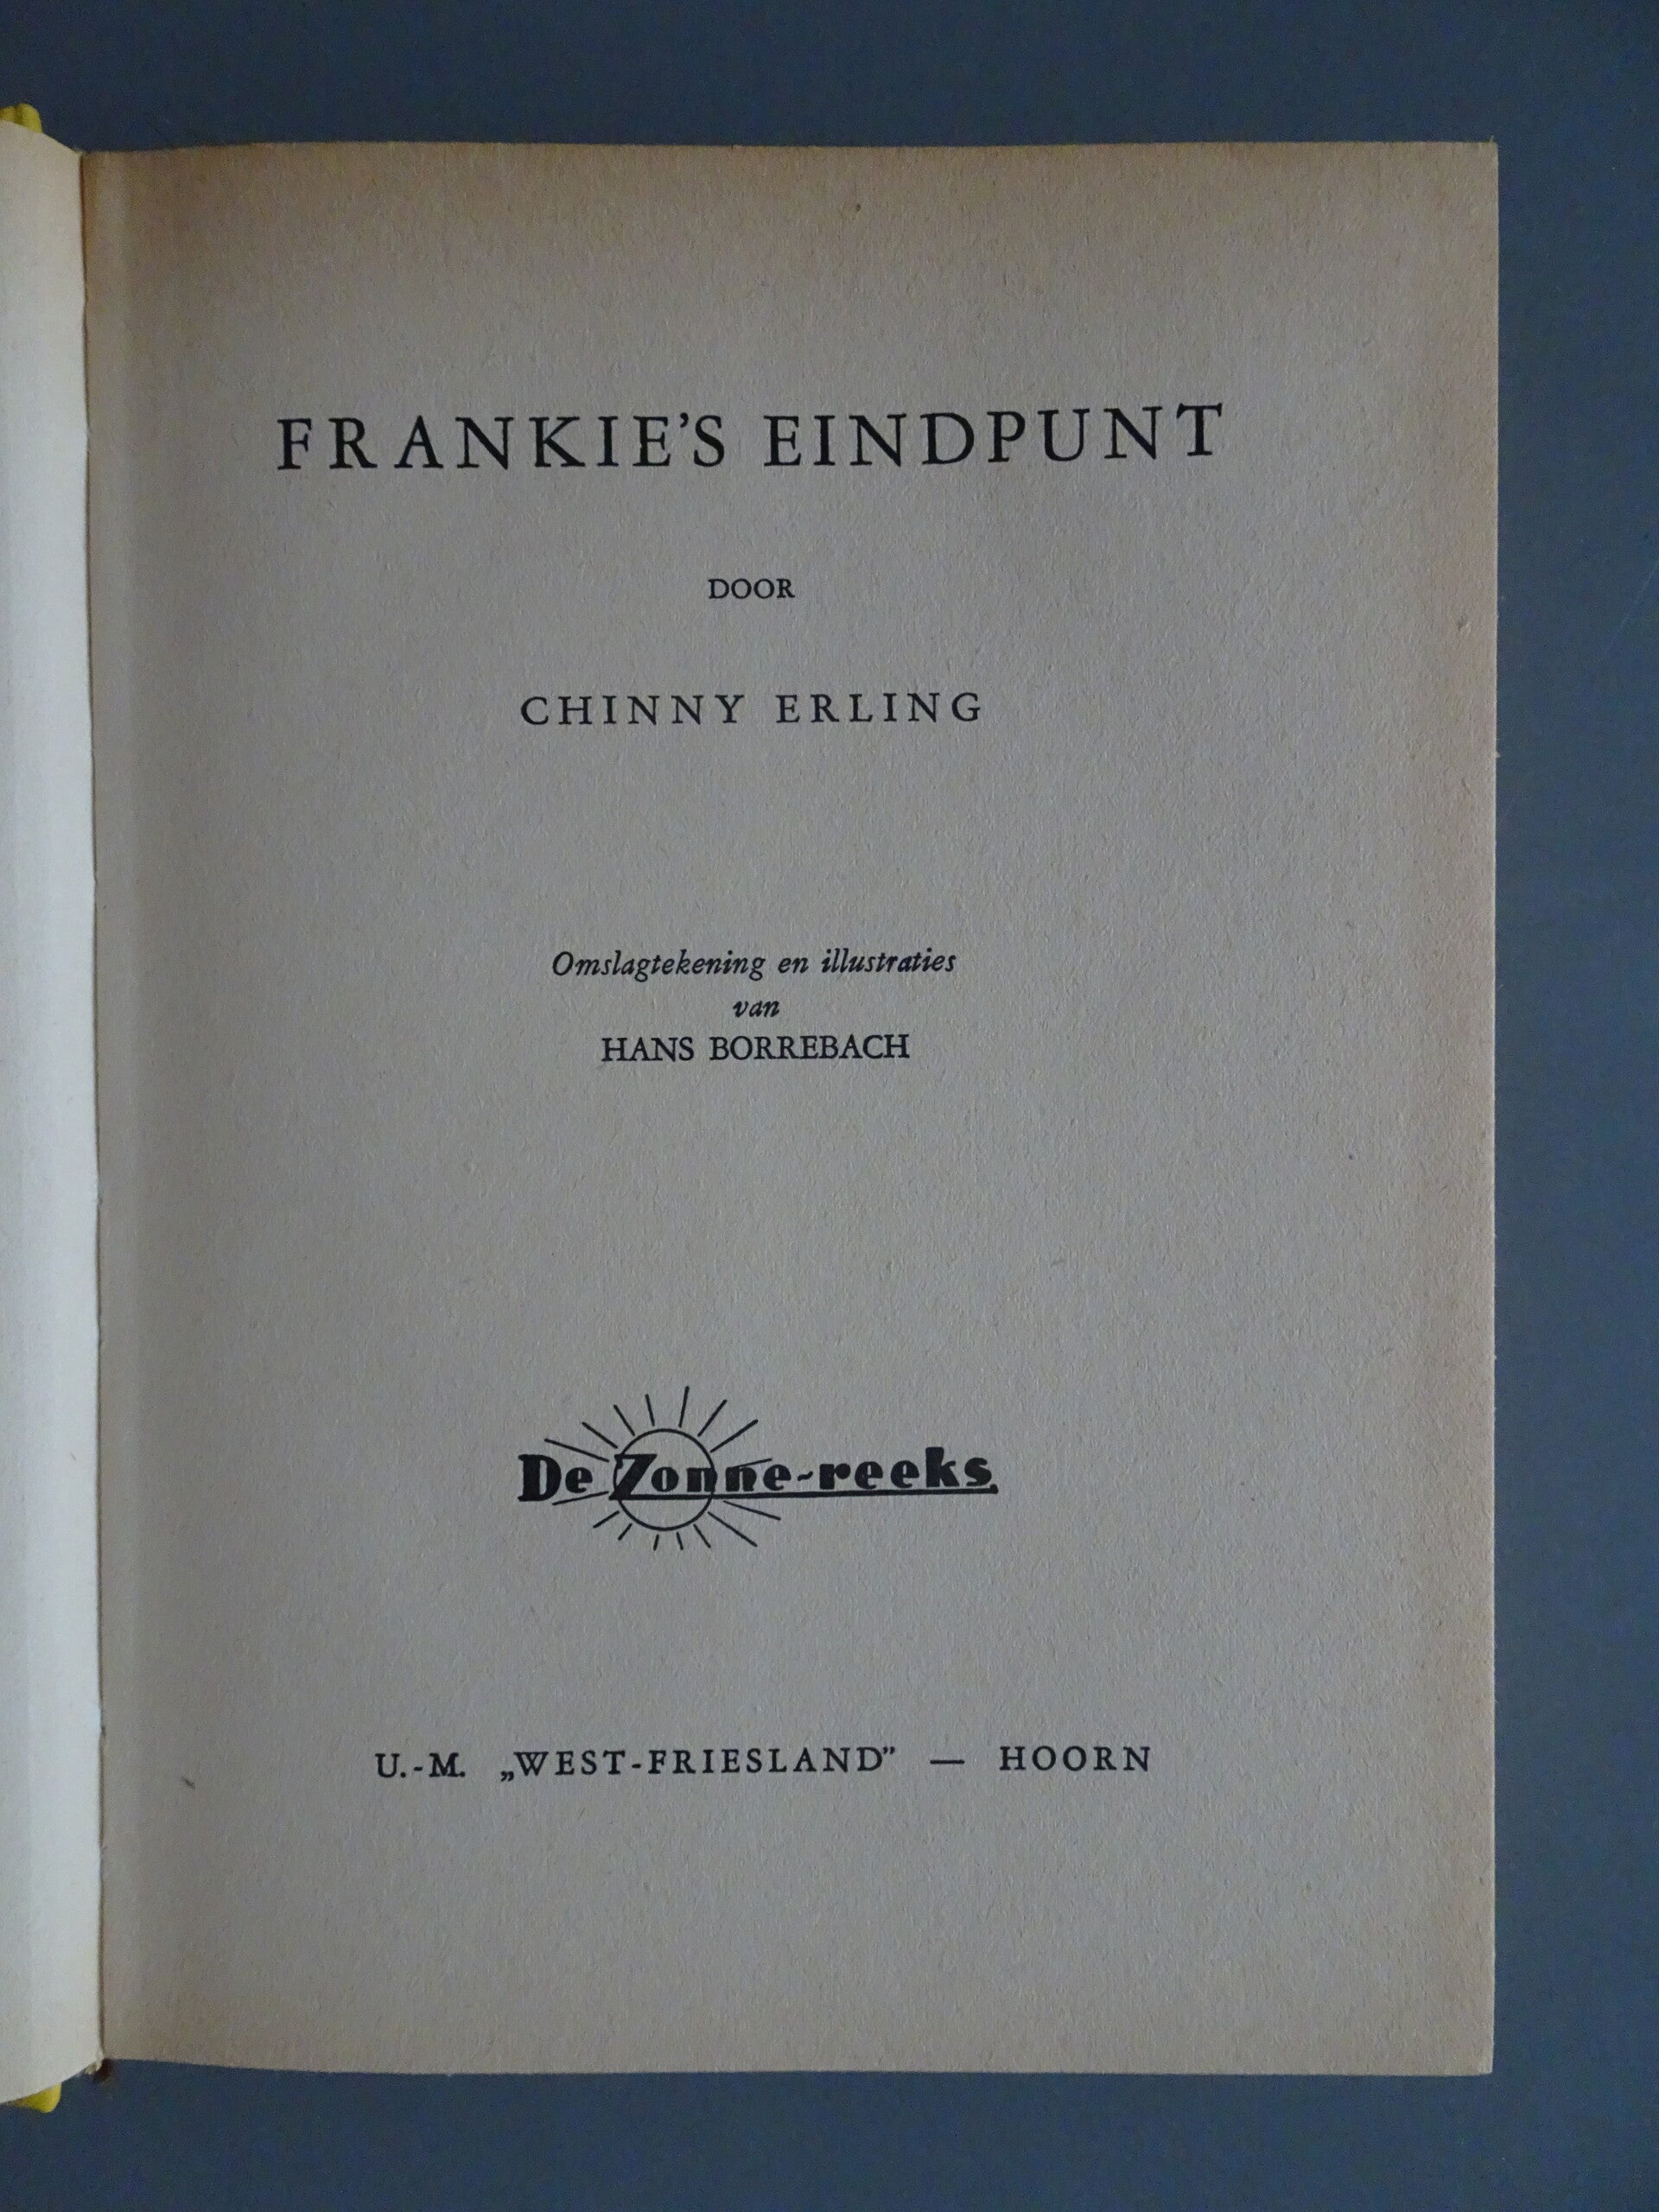 FRANKIE'S EINDPUNT
DOOR
CHINNY ERLING
Omslagtekening en illustraties
van
HANS BORREBACH
De Zonne-reeks
U.-M. „WEST-FRIESLAND” — HOORN